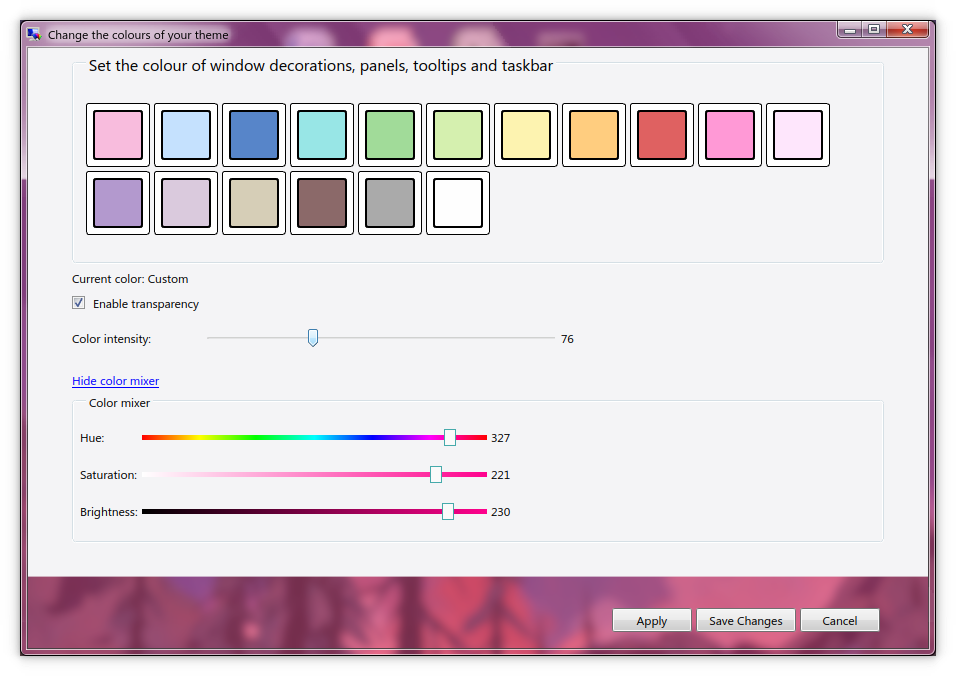 Change the colours of your theme
Set the colour of window decorations, panels, tooltips and taskbar
Current color: Custom
Enable transparency
Color intensity: 76
Hide color mixer
Color mixer
Hue: 327
Saturation: 221
Brightness: 230
Apply Save Changes Cancel